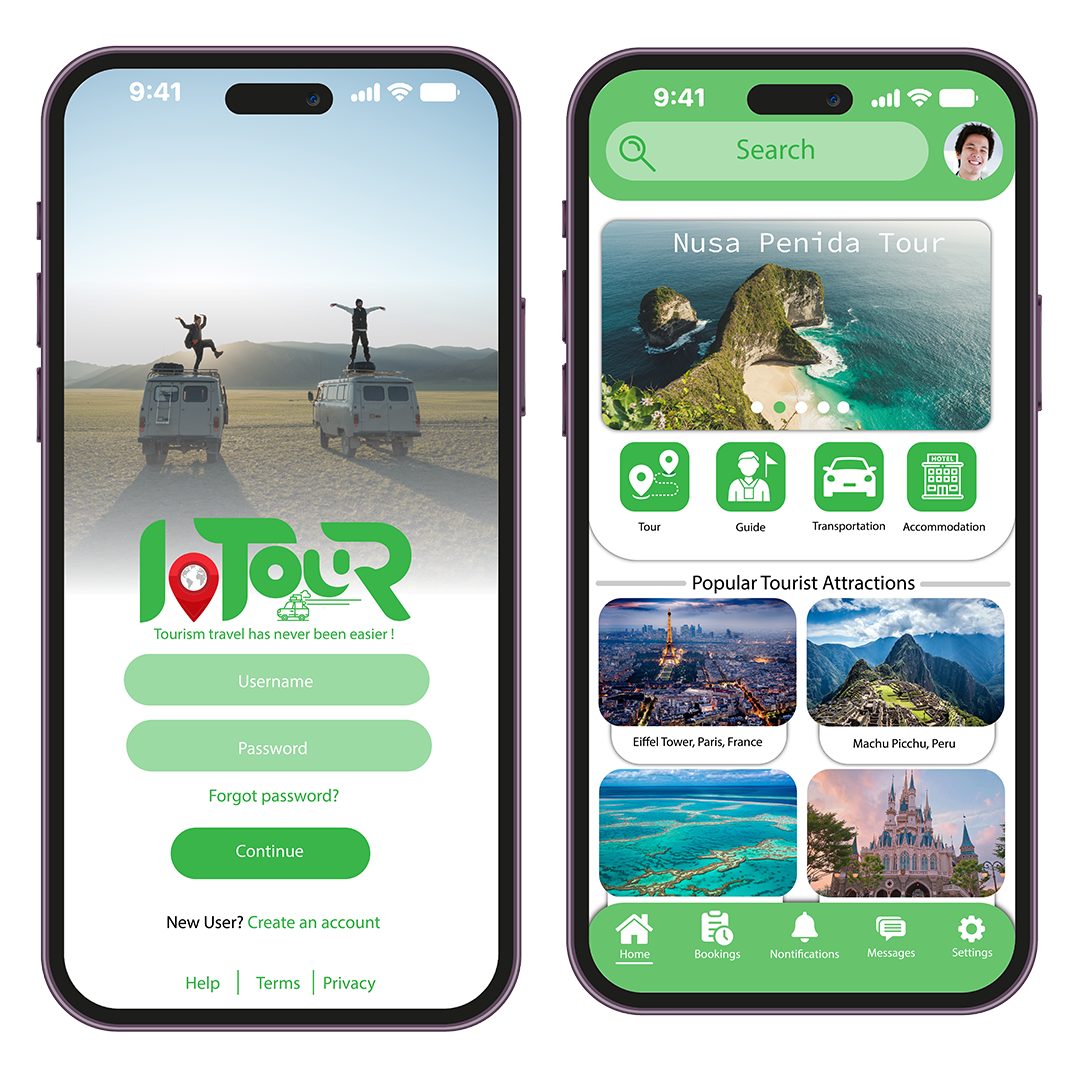 9:41
I TOUR
Tourism travel has never been easier !
Username
Password
Forgot password?
Continue
New User? Create an account
Help | Terms | Privacy
9:41
Search
Nusa Penida Tour
HOTEL
Tour Guide Transportation Accommodation
Popular Tourist Attractions
Eiffel Tower, Paris, France Machu Picchu, Peru
Home Bookings Nontifications Messages Settings